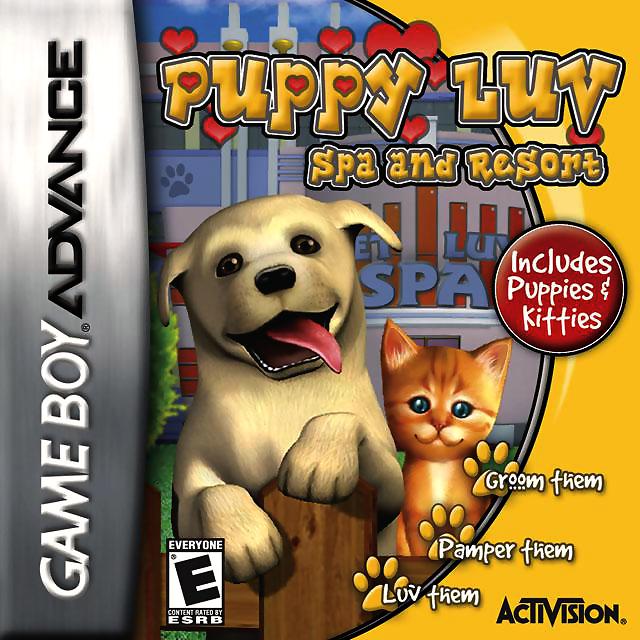 GAME BOY ADVANCE
PUPPY LUV
Spa and Resort
SPA
Includes
Puppies &
Kitties
Groom them
Pamper them
Luv them
EVERYONE
E
CONTENT RATED BY
ESRB
ACTIVISION®